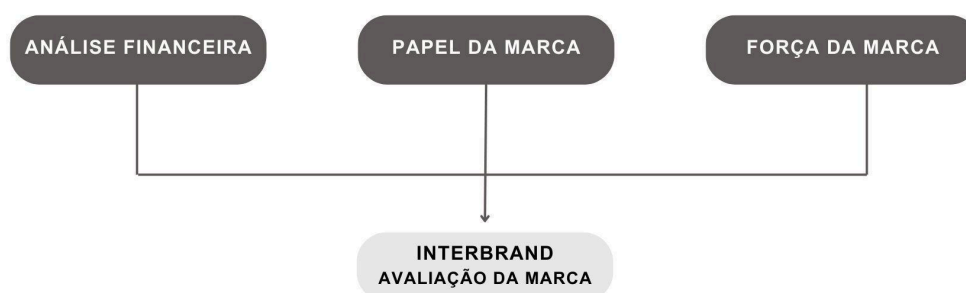 ANÁLISE FINANCEIRA
PAPEL DA MARCA
FORÇA DA MARCA
INTERBRAND
AVALIAÇÃO DA MARCA